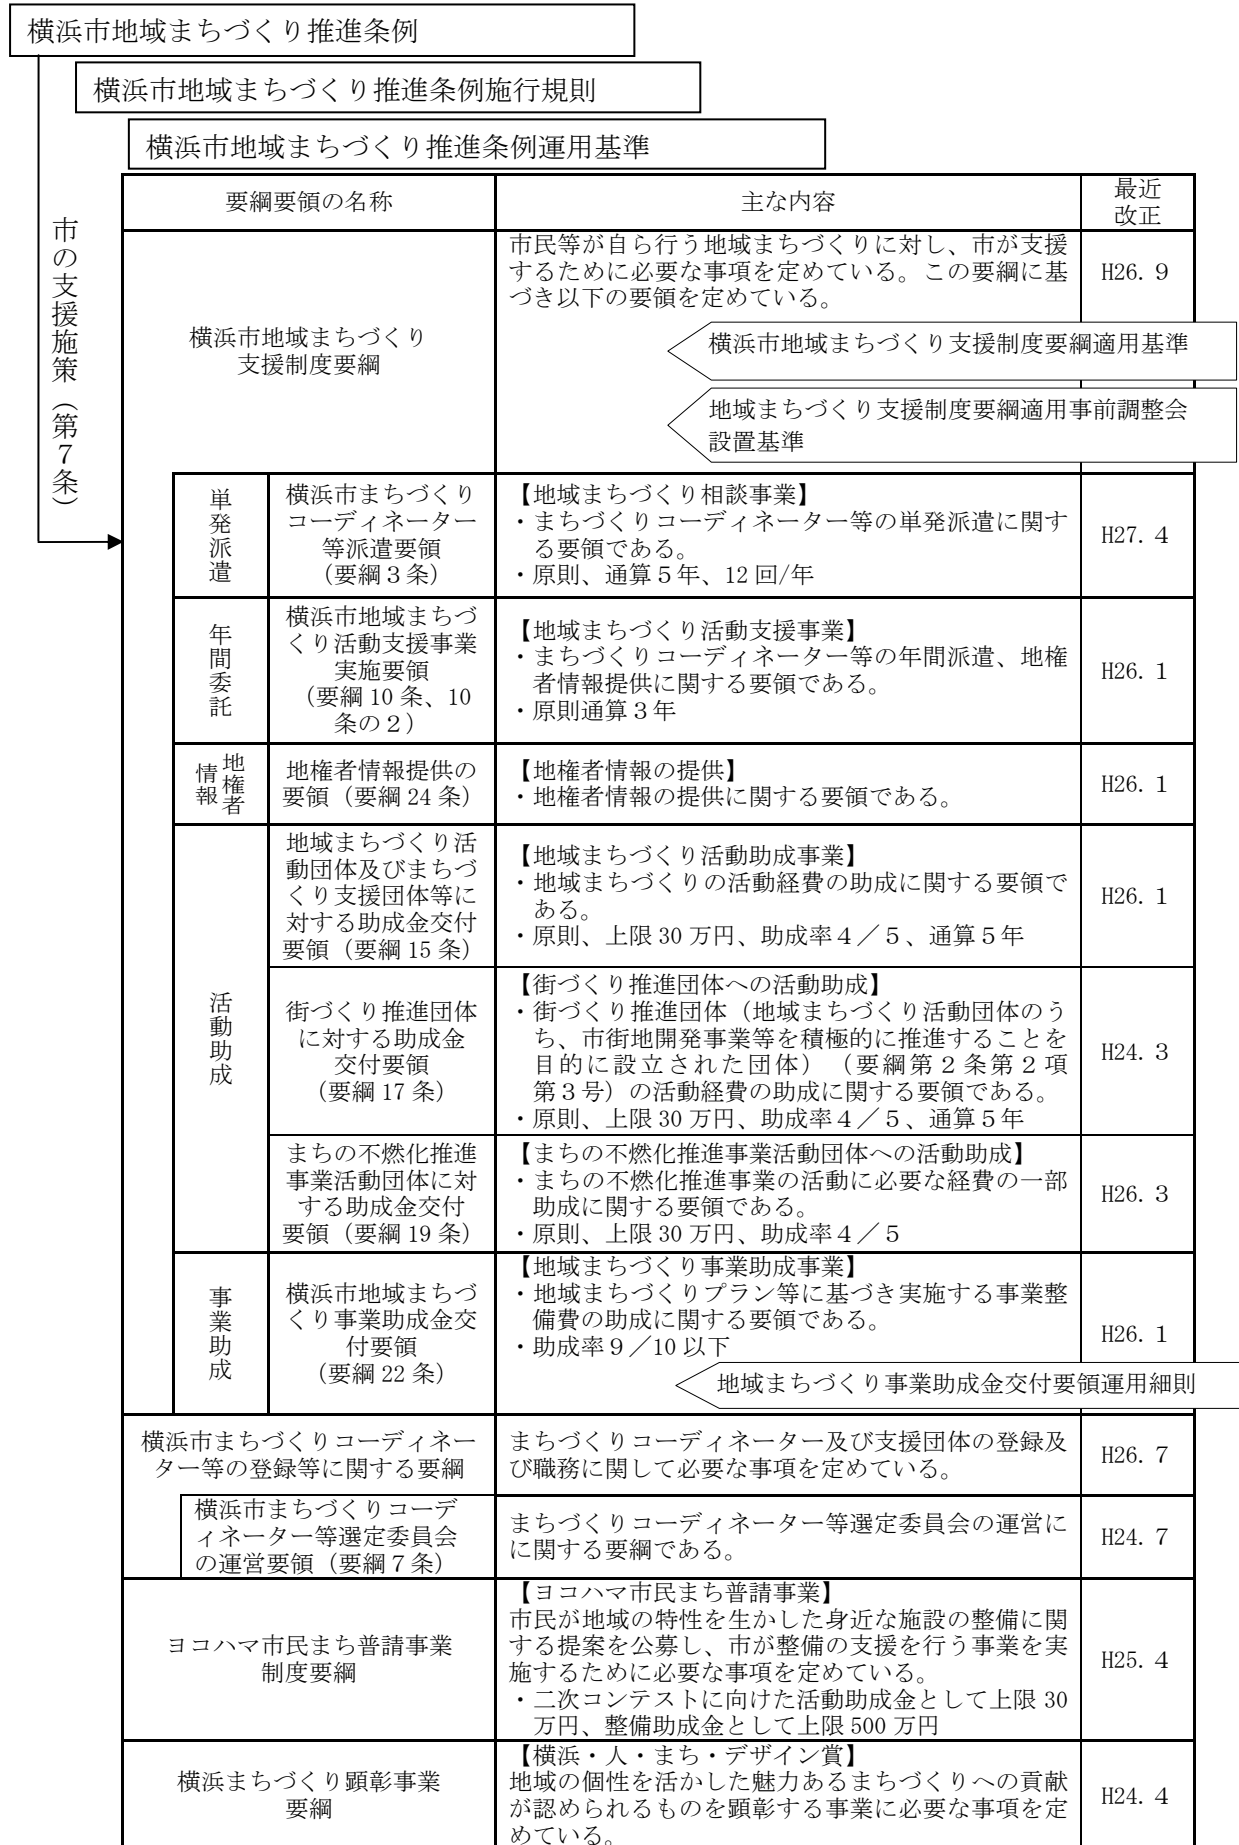 横浜市地域まちづくり推進条例
横浜市地域まちづくり推進条例施行規則
横浜市地域まちづくり推進条例運用基準
市の支援施策（第７条）
要綱要領の名称
主な内容
最近
改正
横浜市地域まちづくり
支援制度要綱
市民等が自ら行う地域まちづくりに対し、市が支援
するために必要な事項を定めている。この要綱に基
づき以下の要領を定めている。
H26. 9
横浜市地域まちづくり支援制度要綱適用基準
地域まちづくり支援制度要綱適用事前調整会
設置基準
単発派遣
横浜市まちづくり
コーディネーター
等派遣要領
（要綱３条）
【地域まちづくり相談事業】
・まちづくりコーディネーター等の単発派遣に関す
る要領である。
・原則、通算５年、12 回/年
H27. 4
年間委託
横浜市地域まちづ
くり活動支援事業
実施要領
（要綱 10 条、10
条の２）
【地域まちづくり活動支援事業】
・まちづくりコーディネーター等の年間派遣、地権
者情報提供に関する要領である。
・原則通算３年
H26. 1
地権者
情報
地権者情報提供の
要領（要綱 24 条）
【地権者情報の提供】
・地権者情報の提供に関する要領である。
H26. 1
活動助成
地域まちづくり活
動団体及びまちづ
くり支援団体等に
対する助成金交付
要領（要綱 15 条）
【地域まちづくり活動助成事業】
・地域まちづくりの活動経費の助成に関する要領で
ある。
・原則、上限 30 万円、助成率４／５、通算５年
H26. 1
街づくり推進団体
に対する助成金
交付要領
（要綱 17 条）
【街づくり推進団体への活動助成】
・街づくり推進団体（地域まちづくり活動団体のう
ち、市街地開発事業等を積極的に推進することを
目的に設立された団体）（要綱第２条第２項
第３号）の活動経費の助成に関する要領である。
・原則、上限 30 万円、助成率４／５、通算５年
H24. 3
まちの不燃化推進
事業活動団体に対
する助成金交付
要領（要綱 19 条）
【まちの不燃化推進事業活動団体への活動助成】
・まちの不燃化推進事業の活動に必要な経費の一部
助成に関する要領である。
・原則、上限 30 万円、助成率４／５
H26. 3
事業助成
横浜市地域まちづ
くり事業助成金交
付要領
（要綱 22 条）
【地域まちづくり事業助成事業】
・地域まちづくりプラン等に基づき実施する事業整
備費の助成に関する要領である。
・助成率９／10 以下
H26. 1
地域まちづくり事業助成金交付要領運用細則
横浜市まちづくりコーディネー
ター等の登録等に関する要綱
まちづくりコーディネーター及び支援団体の登録及
び職務に関して必要な事項を定めている。
H26. 7
横浜市まちづくりコーデ
ィネーター等選定委員会
の運営要領（要綱７条）
まちづくりコーディネーター等選定委員会の運営に
に関する要綱である。
H24. 7
ヨコハマ市民まち普請事業
制度要綱
【ヨコハマ市民まち普請事業】
市民が地域の特性を生かした身近な施設の整備に関
する提案を公募し、市が整備の支援を行う事業を実
施するために必要な事項を定めている。
・二次コンテストに向けた活動助成金として上限 30
万円、整備助成金として上限 500 万円
H25. 4
横浜まちづくり顕彰事業
要綱
【横浜・人・まち・デザイン賞】
地域の個性を活かした魅力あるまちづくりへの貢献
が認められるものを顕彰する事業に必要な事項を定
めている。
H24. 4